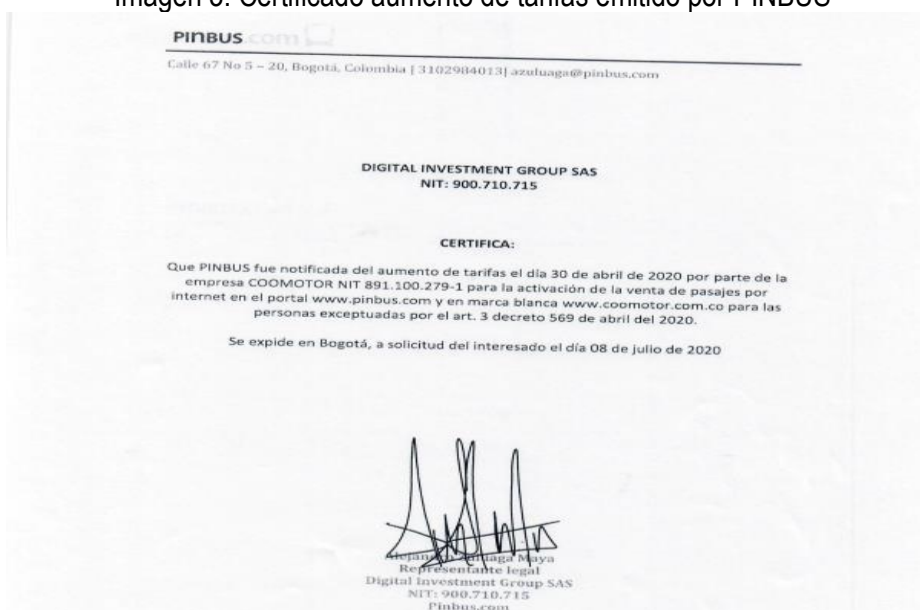 Imagen 6. Certificado aumento de tarifas emitido por PINBUS
PINBUS.com
Calle 67 No 5 – 20, Bogotá, Colombia | 3102984013| azuluaga@pinbus.com
DIGITAL INVESTMENT GROUP SAS
NIT: 900.710.715
CERTIFICA:
Que PINBUS fue notificada del aumento de tarifas el día 30 de abril de 2020 por parte de la
empresa COOMOTOR NIT 891.100.279-1 para la activación de la venta de pasajes por
internet en el portal www.pinbus.com y en marca blanca www.coomotor.com.co para las
personas exceptuadas por el art. 3 decreto 569 de abril del 2020.
Se expide en Bogotá, a solicitud del interesado el día 08 de julio de 2020
Maya
Representante legal
Digital Investment Group SAS
NIT: 900.710.715
Pinbus.com